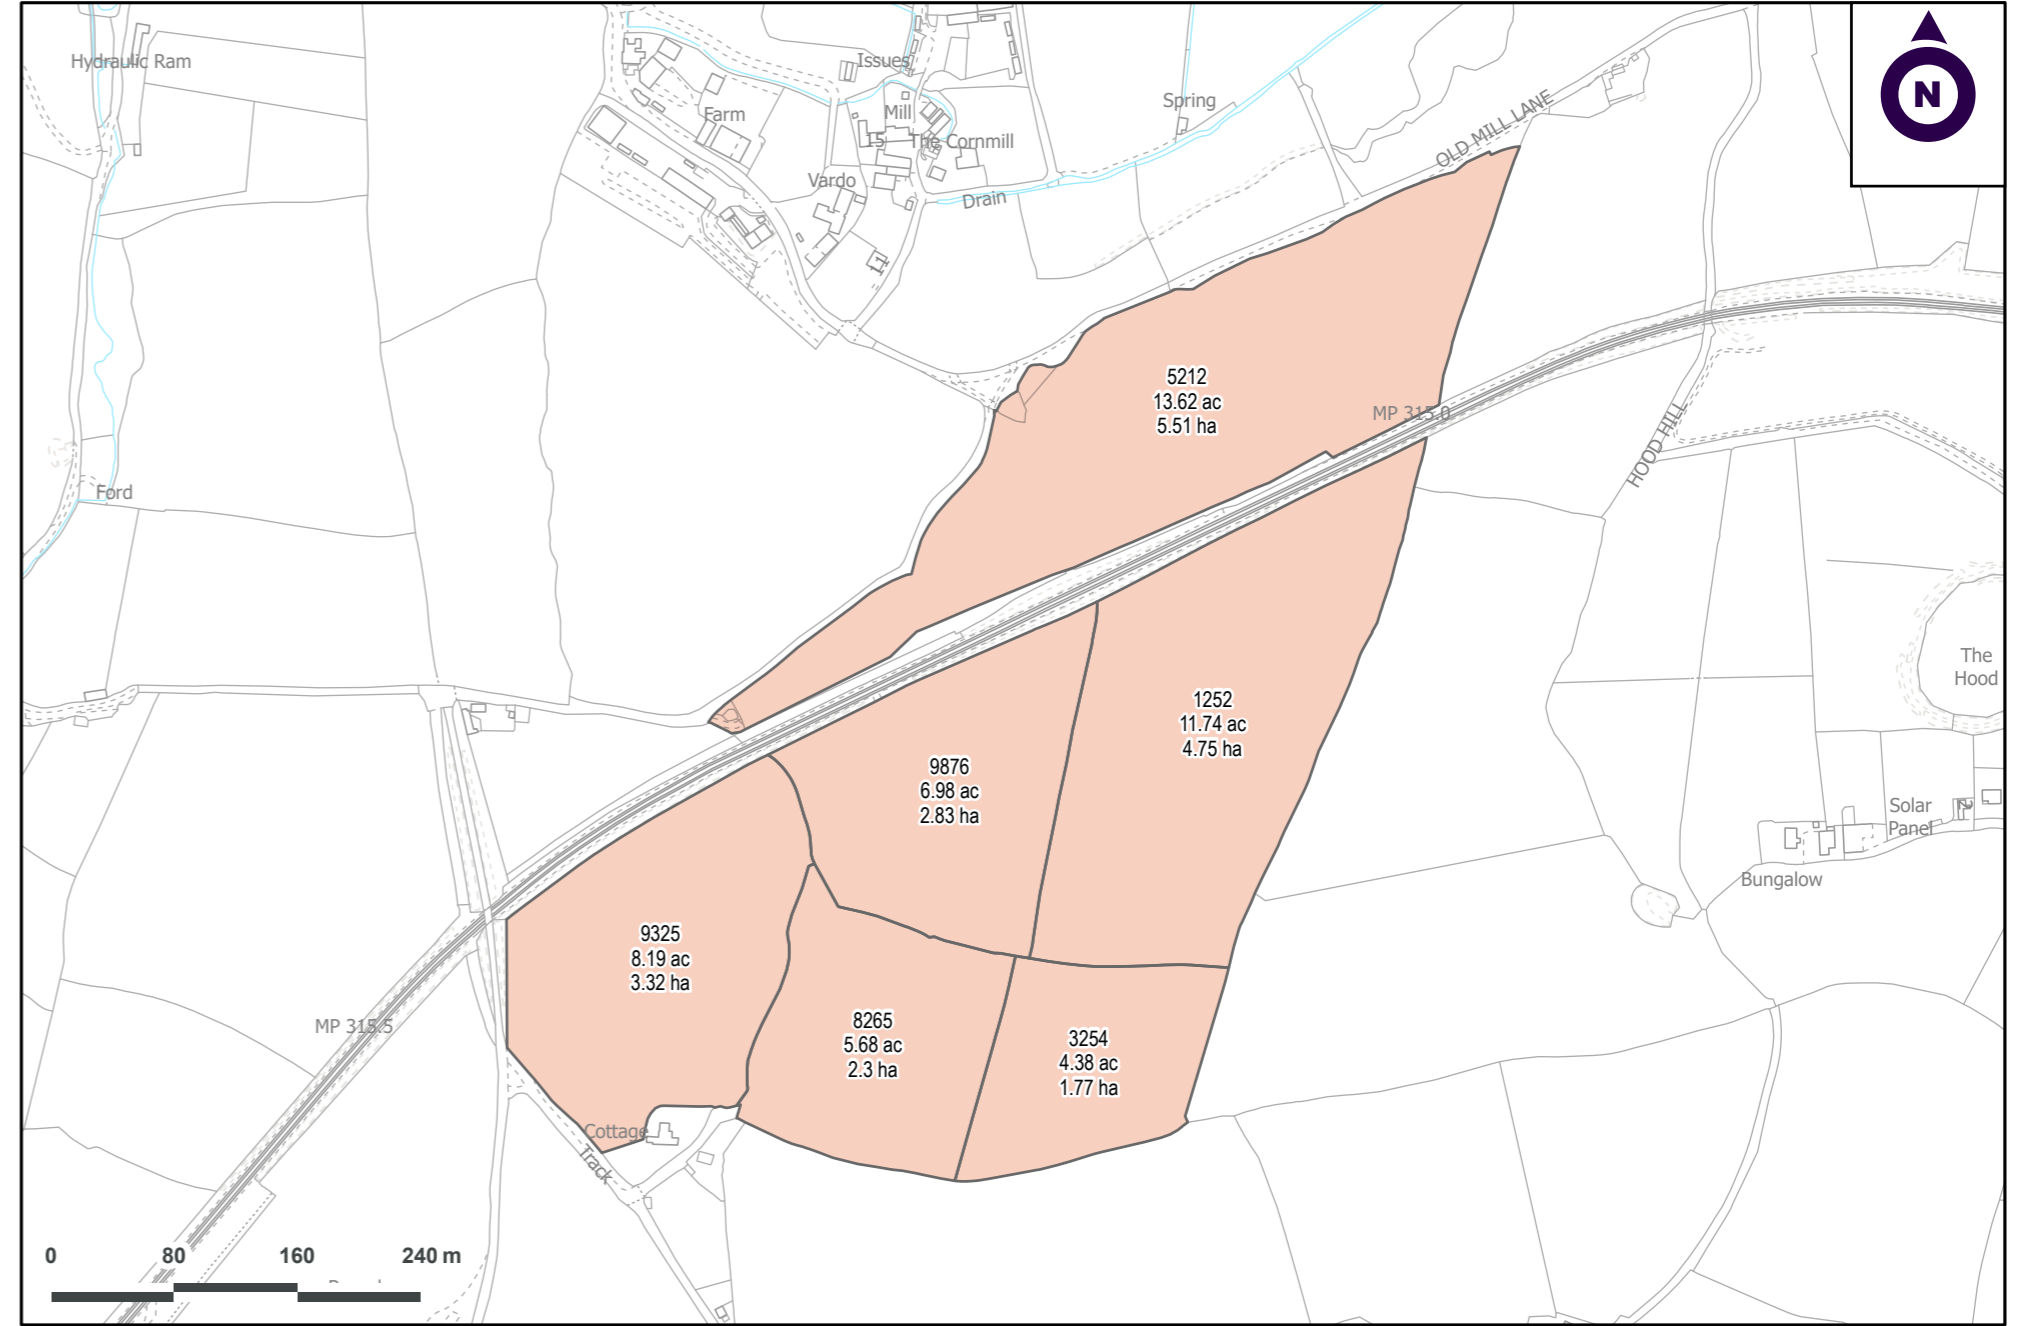 N
Hydraulic Ram
Issues
Farm
Mill
15
The Cornmill
Spring
OLD MILL LANE
Vardo
Drain
11
5212
13.62 ac
5.51 ha
MP 315.0
HOOD HILL
Ford
The
Hood
1252
11.74 ac
4.75 ha
9876
6.98 ac
2.83 ha
Solar
Panel
Bungalow
9325
8.19 ac
3.32 ha
MP 315.5
8265
5.68 ac
2.3 ha
3254
4.38 ac
1.77 ha
Cottage
Track
0 80 160 240 m